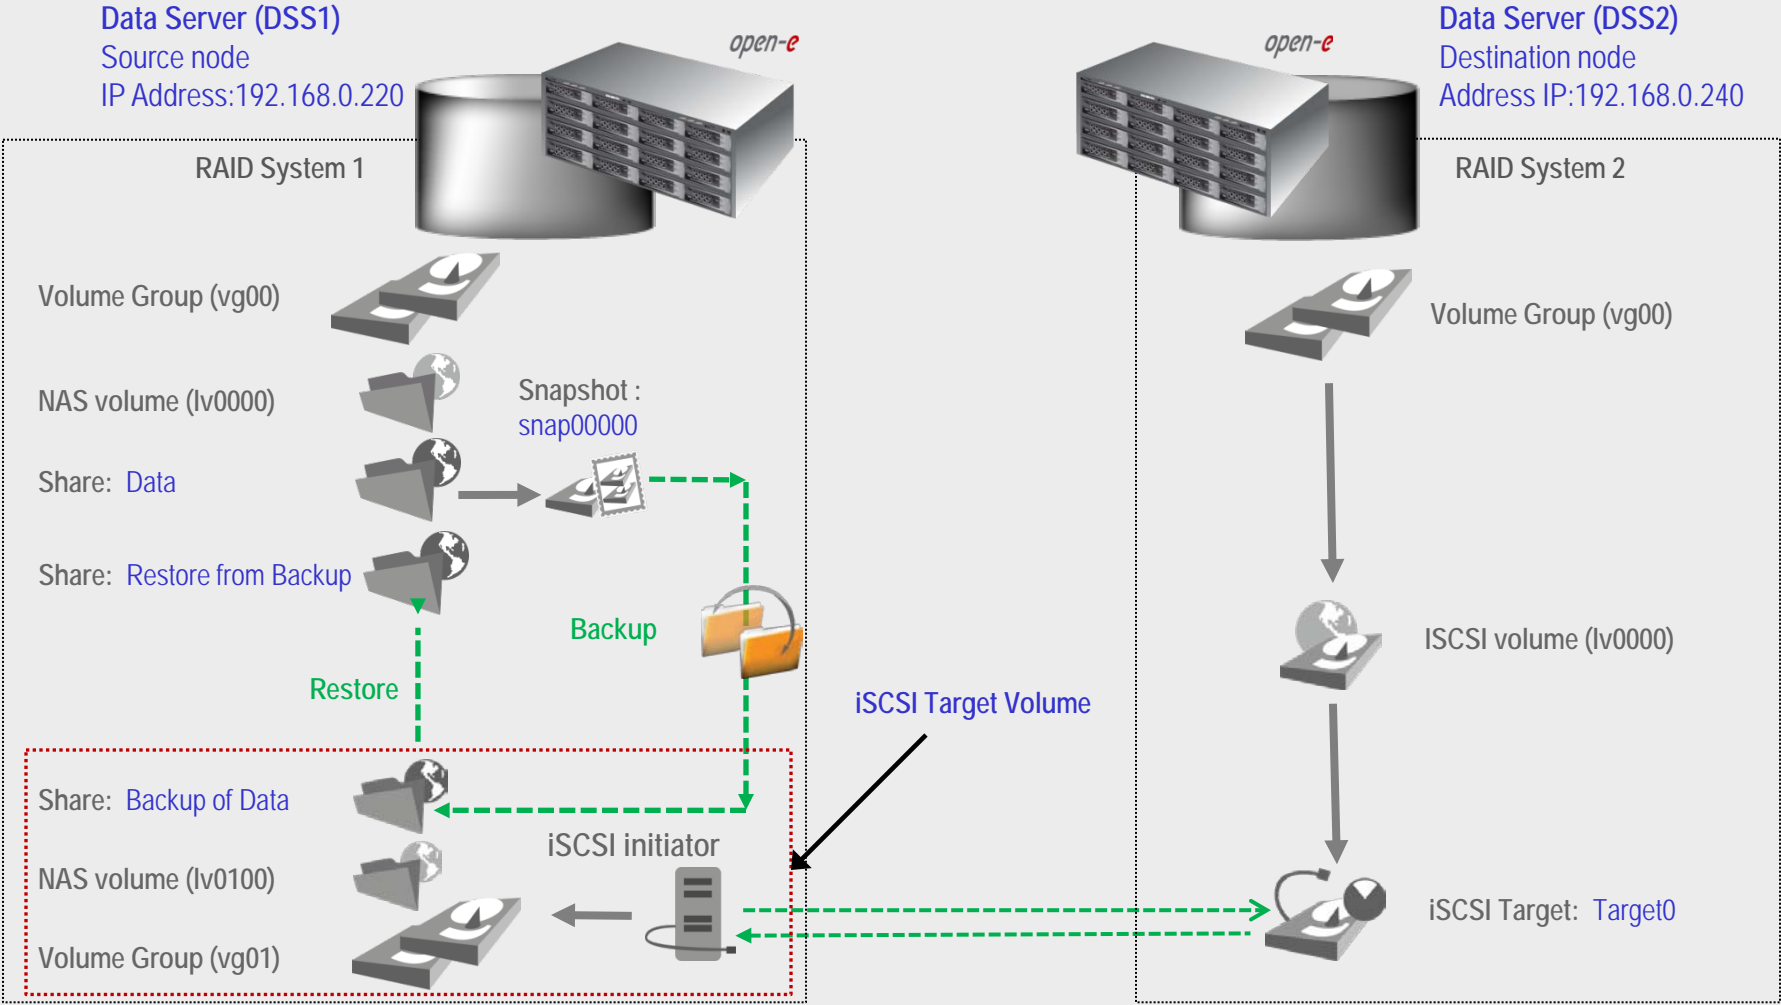 Data Server (DSS1)
Source node
IP Address:192.168.0.220
open-e
RAID System 1
Volume Group (vg00)
NAS volume (lv0000)
Snapshot :
snap00000
Share: Data
Share: Restore from Backup
Backup
Restore
iSCSI Target Volume
Share: Backup of Data
iSCSI initiator
NAS volume (lv0100)
Volume Group (vg01)
open-e
Data Server (DSS2)
Destination node
Address IP:192.168.0.240
RAID System 2
Volume Group (vg00)
ISCSI volume (lv0000)
iSCSI Target: Target0